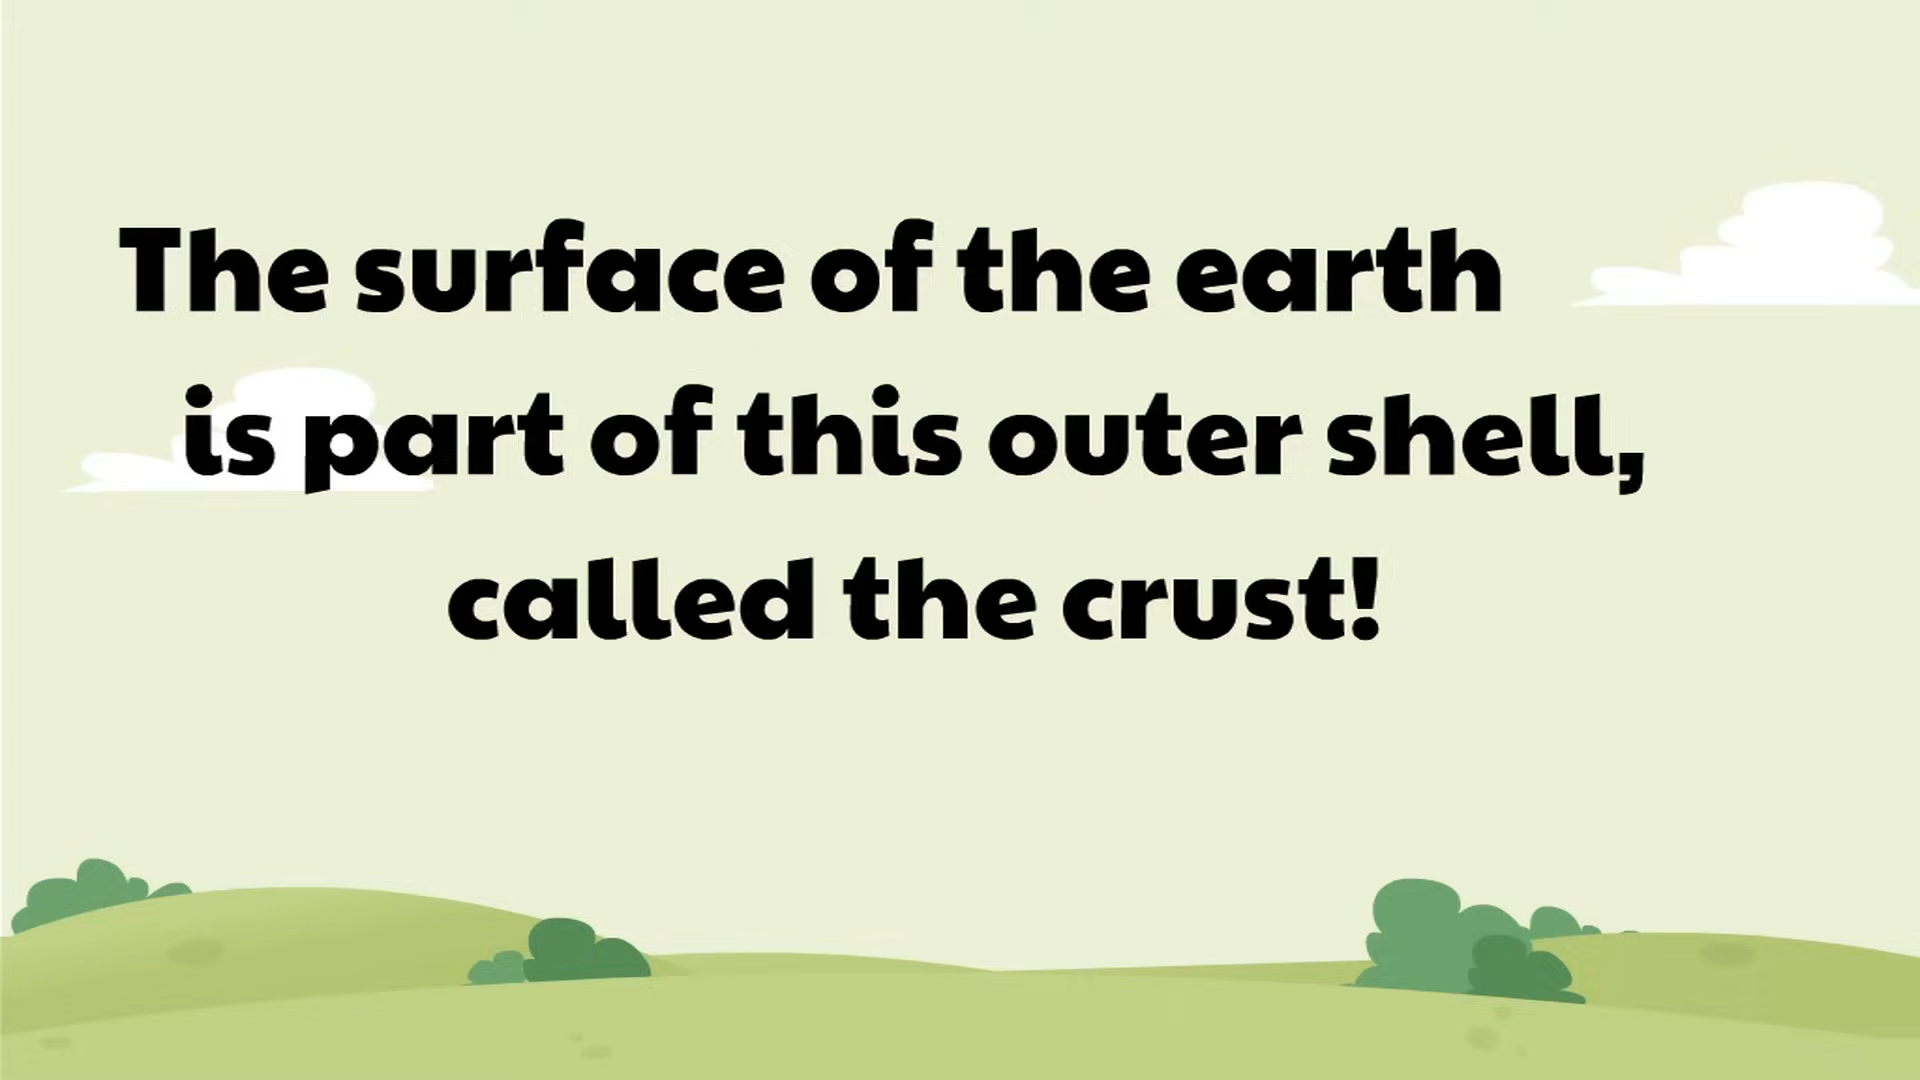 The surface of the earth
is part of this outer shell,
called the crust!